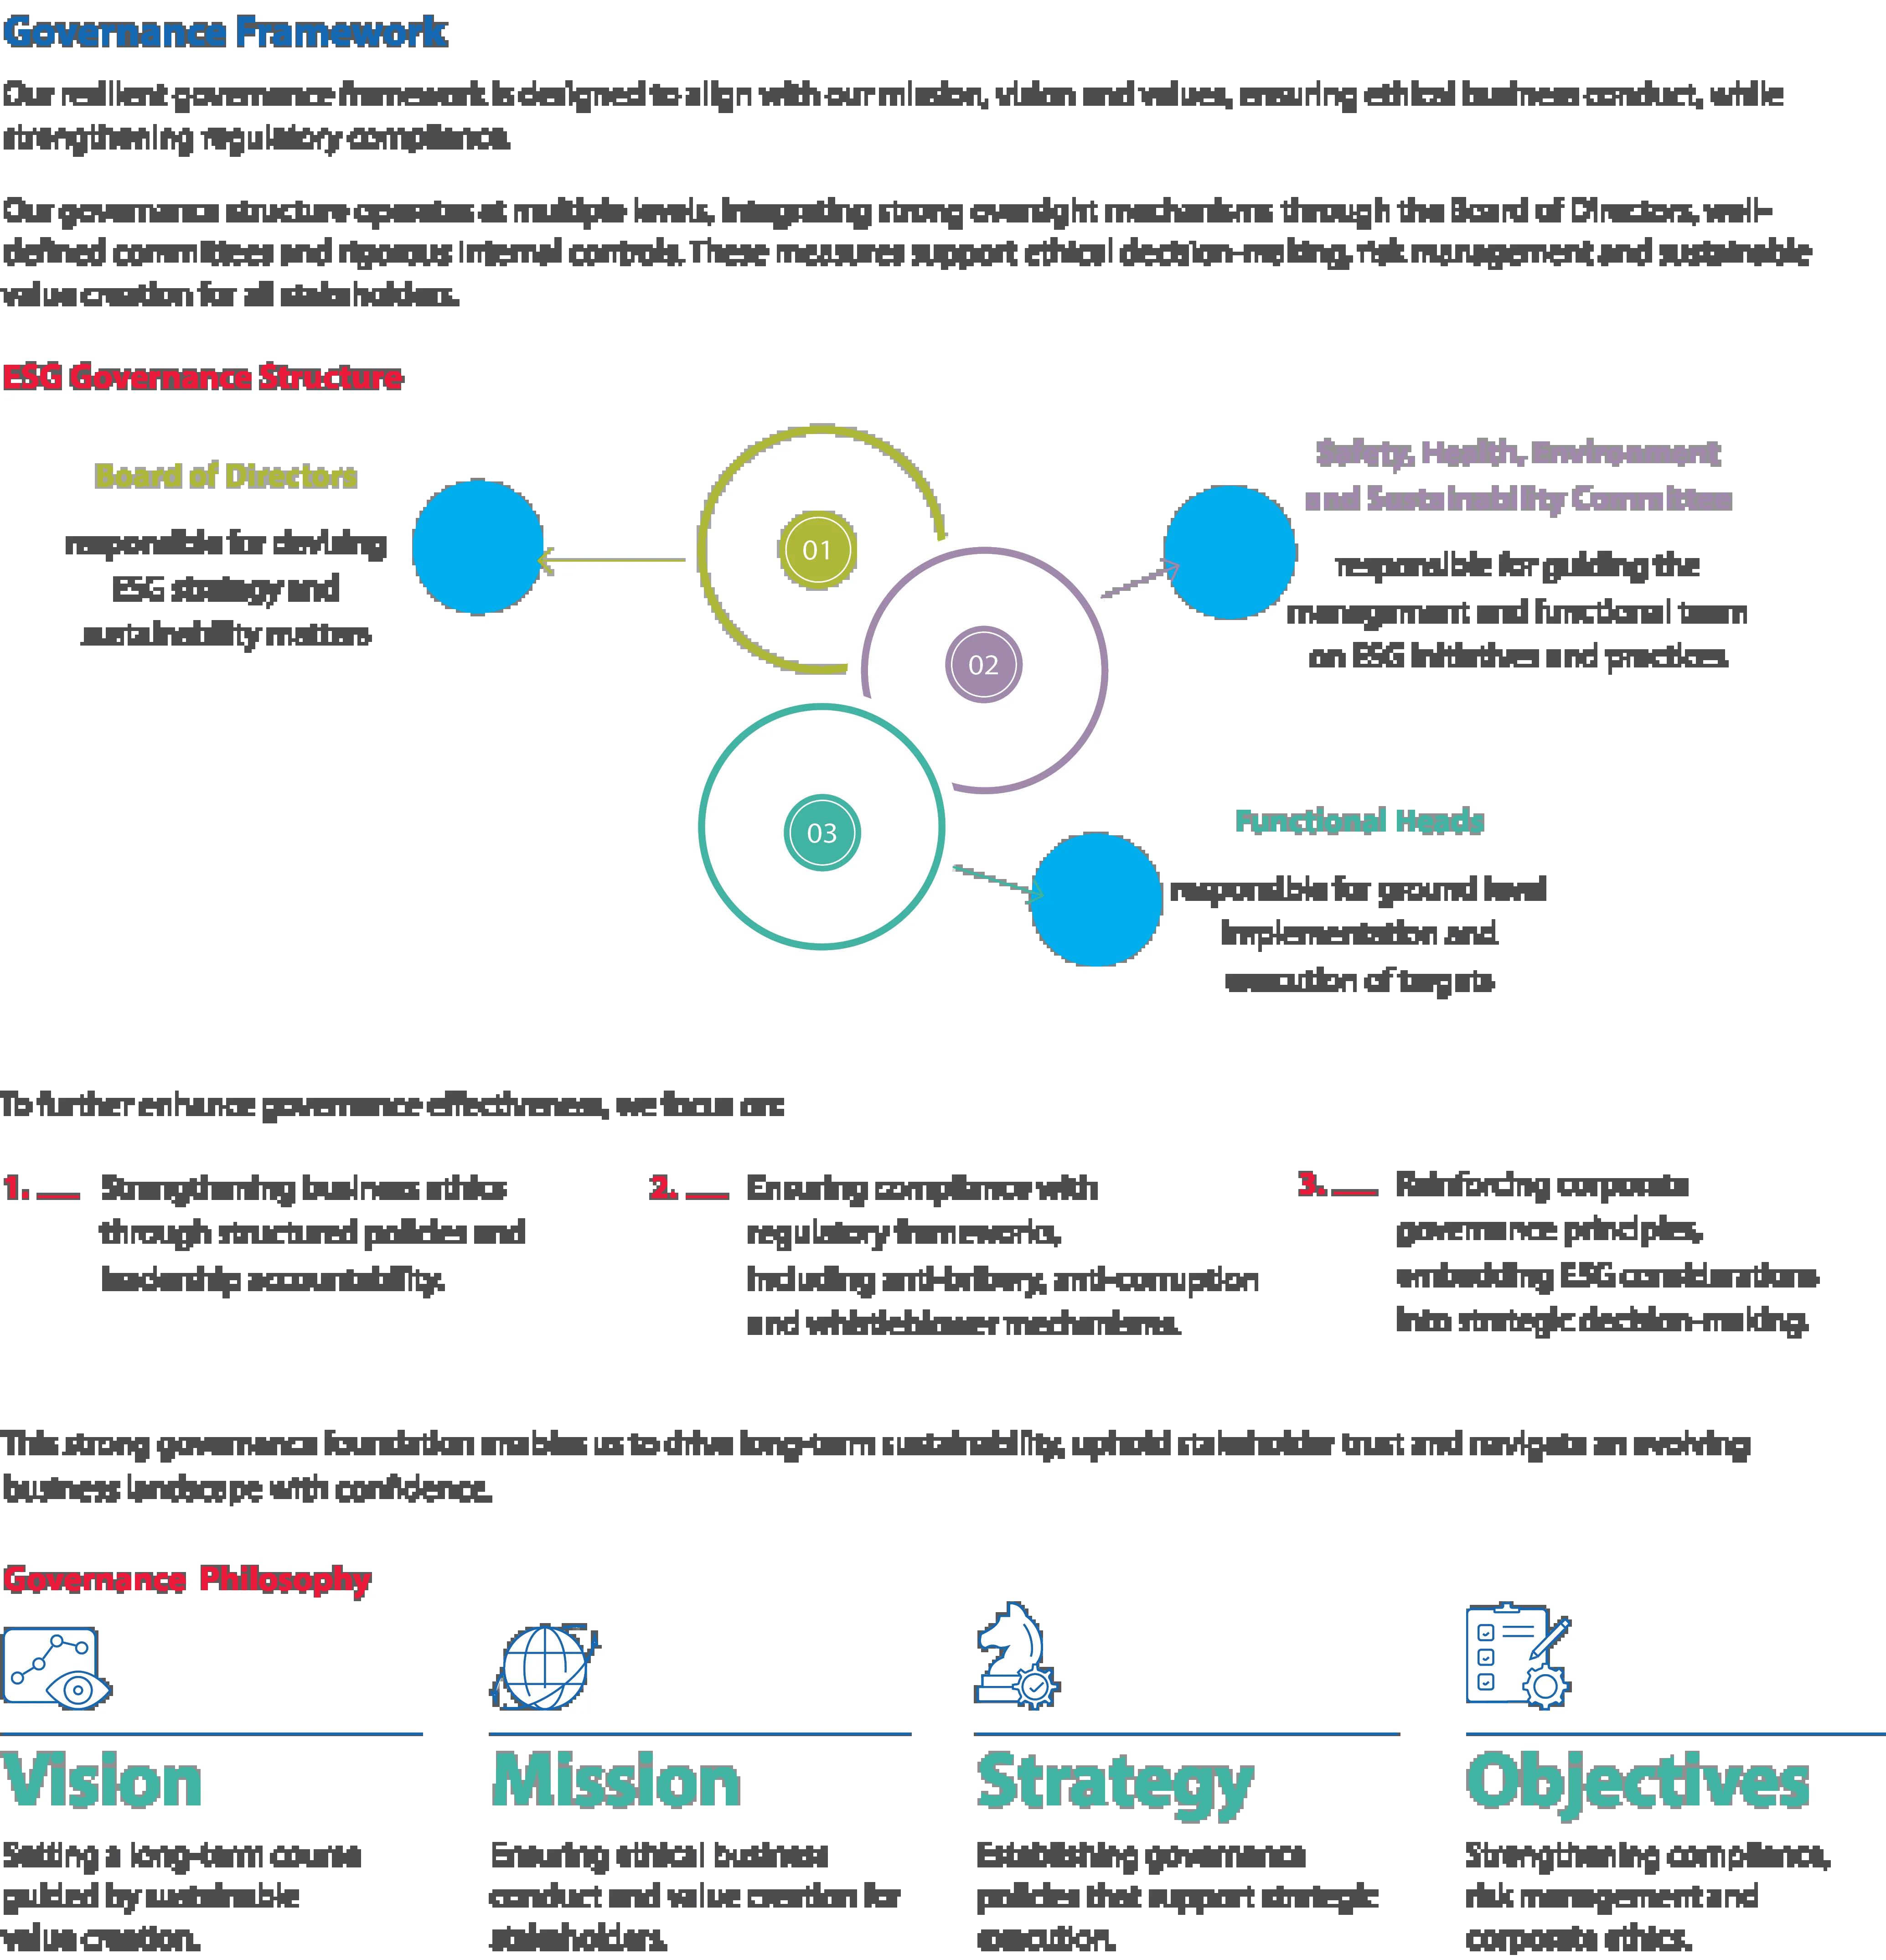 Governance Framework
Our resilient governance framework is designed to align with our mission, vision and values, ensuring ethical business conduct, while
strengthening regulatory compliance.
Our governance structure operates at multiple levels, integrating strong oversight mechanisms through the Board of Directors, well-
defined committees and rigorous internal controls. These measures support ethical decision-making, risk management and sustainable
value creation for all stakeholders.
ESG Governance Structure
Board of Directors
responsible for devising
ESG strategy and
sustainability matters
01
Safety, Health, Environment
and Sustainability Committee
responsible for guiding the
management and functional team
on ESG initiatives and practices.
02
03
Functional Heads
responsible for ground level
implementation and
execution of targets
To further enhance governance effectiveness, we focus on:
1. Strengthening business ethics
through structured policies and
leadership accountability.
2. Ensuring compliance with
regulatory frameworks,
including anti-bribery, anti-corruption
and whistleblower mechanisms.
3. Reinforcing corporate
governance principles,
embedding ESG considerations
into strategic decision-making.
This strong governance foundation enables us to drive long-term sustainability, uphold stakeholder trust and navigate an evolving
business landscape with confidence.
Governance Philosophy
Vision
Setting a long-term course
guided by sustainable
value creation.
Mission
Ensuring ethical business
conduct and value creation for
stakeholders.
Strategy
Establishing governance
policies that support strategic
execution.
Objectives
Strengthening compliance,
risk management and
corporate ethics.